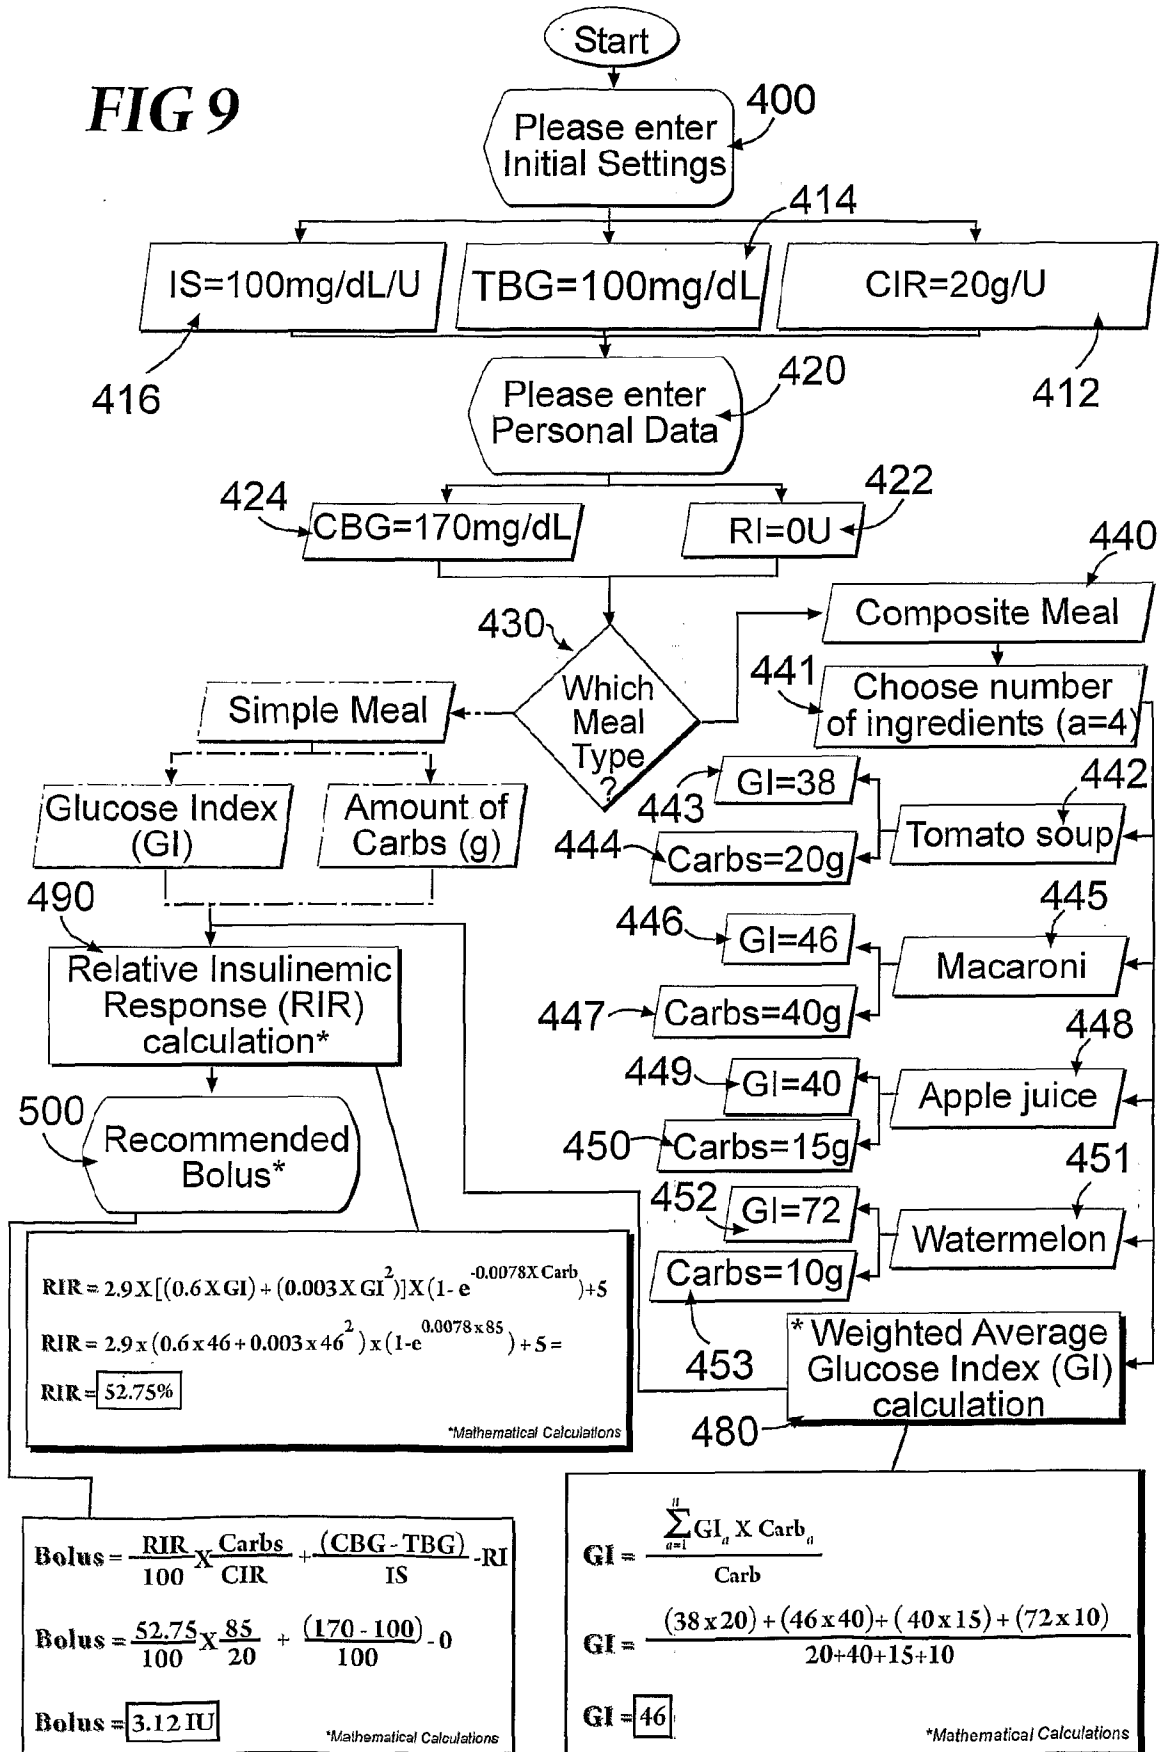 Start
FIG 9
400
Please enter
Initial Settings
414
IS=100mg/dL/U
TBG=100mg/dL
CIR=20g/U
416
420
412
Please enter
Personal Data
424
422
CBG=170mg/dL
RI=0U
440
430
Composite Meal
Which
Meal
Type
?
441
Choose number
of ingredients (a=4)
Simple Meal
443
GI=38
442
Glucose Index
(GI)
Amount of
Carbs (g)
444
Carbs=20g
Tomato soup
490
446
GI=46
445
Relative Insulinemic
Response (RIR)
calculation*
Macaroni
447
Carbs=40g
448
449
GI=40
Apple juice
500
Recommended
Bolus*
450
Carbs=15g
451
452
GI=72
Watermelon
Carbs=10g
453
RIR = 2.9 X [(0.6 X GI) + (0.003 X GI²)] X (1- e^-0.0078X Carb) +5
RIR = 2.9 x (0.6 x 46 + 0.003 x 46²) x (1-e^0.0078 x 85) + 5 =
RIR = 52.75%
*Mathematical Calculations
* Weighted Average
Glucose Index (GI)
calculation
480
Bolus = RIR/100 X Carbs/CIR + (CBG - TBG)/IS -RI
Bolus = 52.75/100 X 85/20 + (170 - 100)/100 - 0
Bolus = 3.12 IU
*Mathematical Calculations
GI = n Σ a=1 GIa X Carba / Carb
GI = (38 x 20) + (46 x 40) + (40 x 15) + (72 x 10) / 20+40+15+10
GI = 46
*Mathematical Calculations